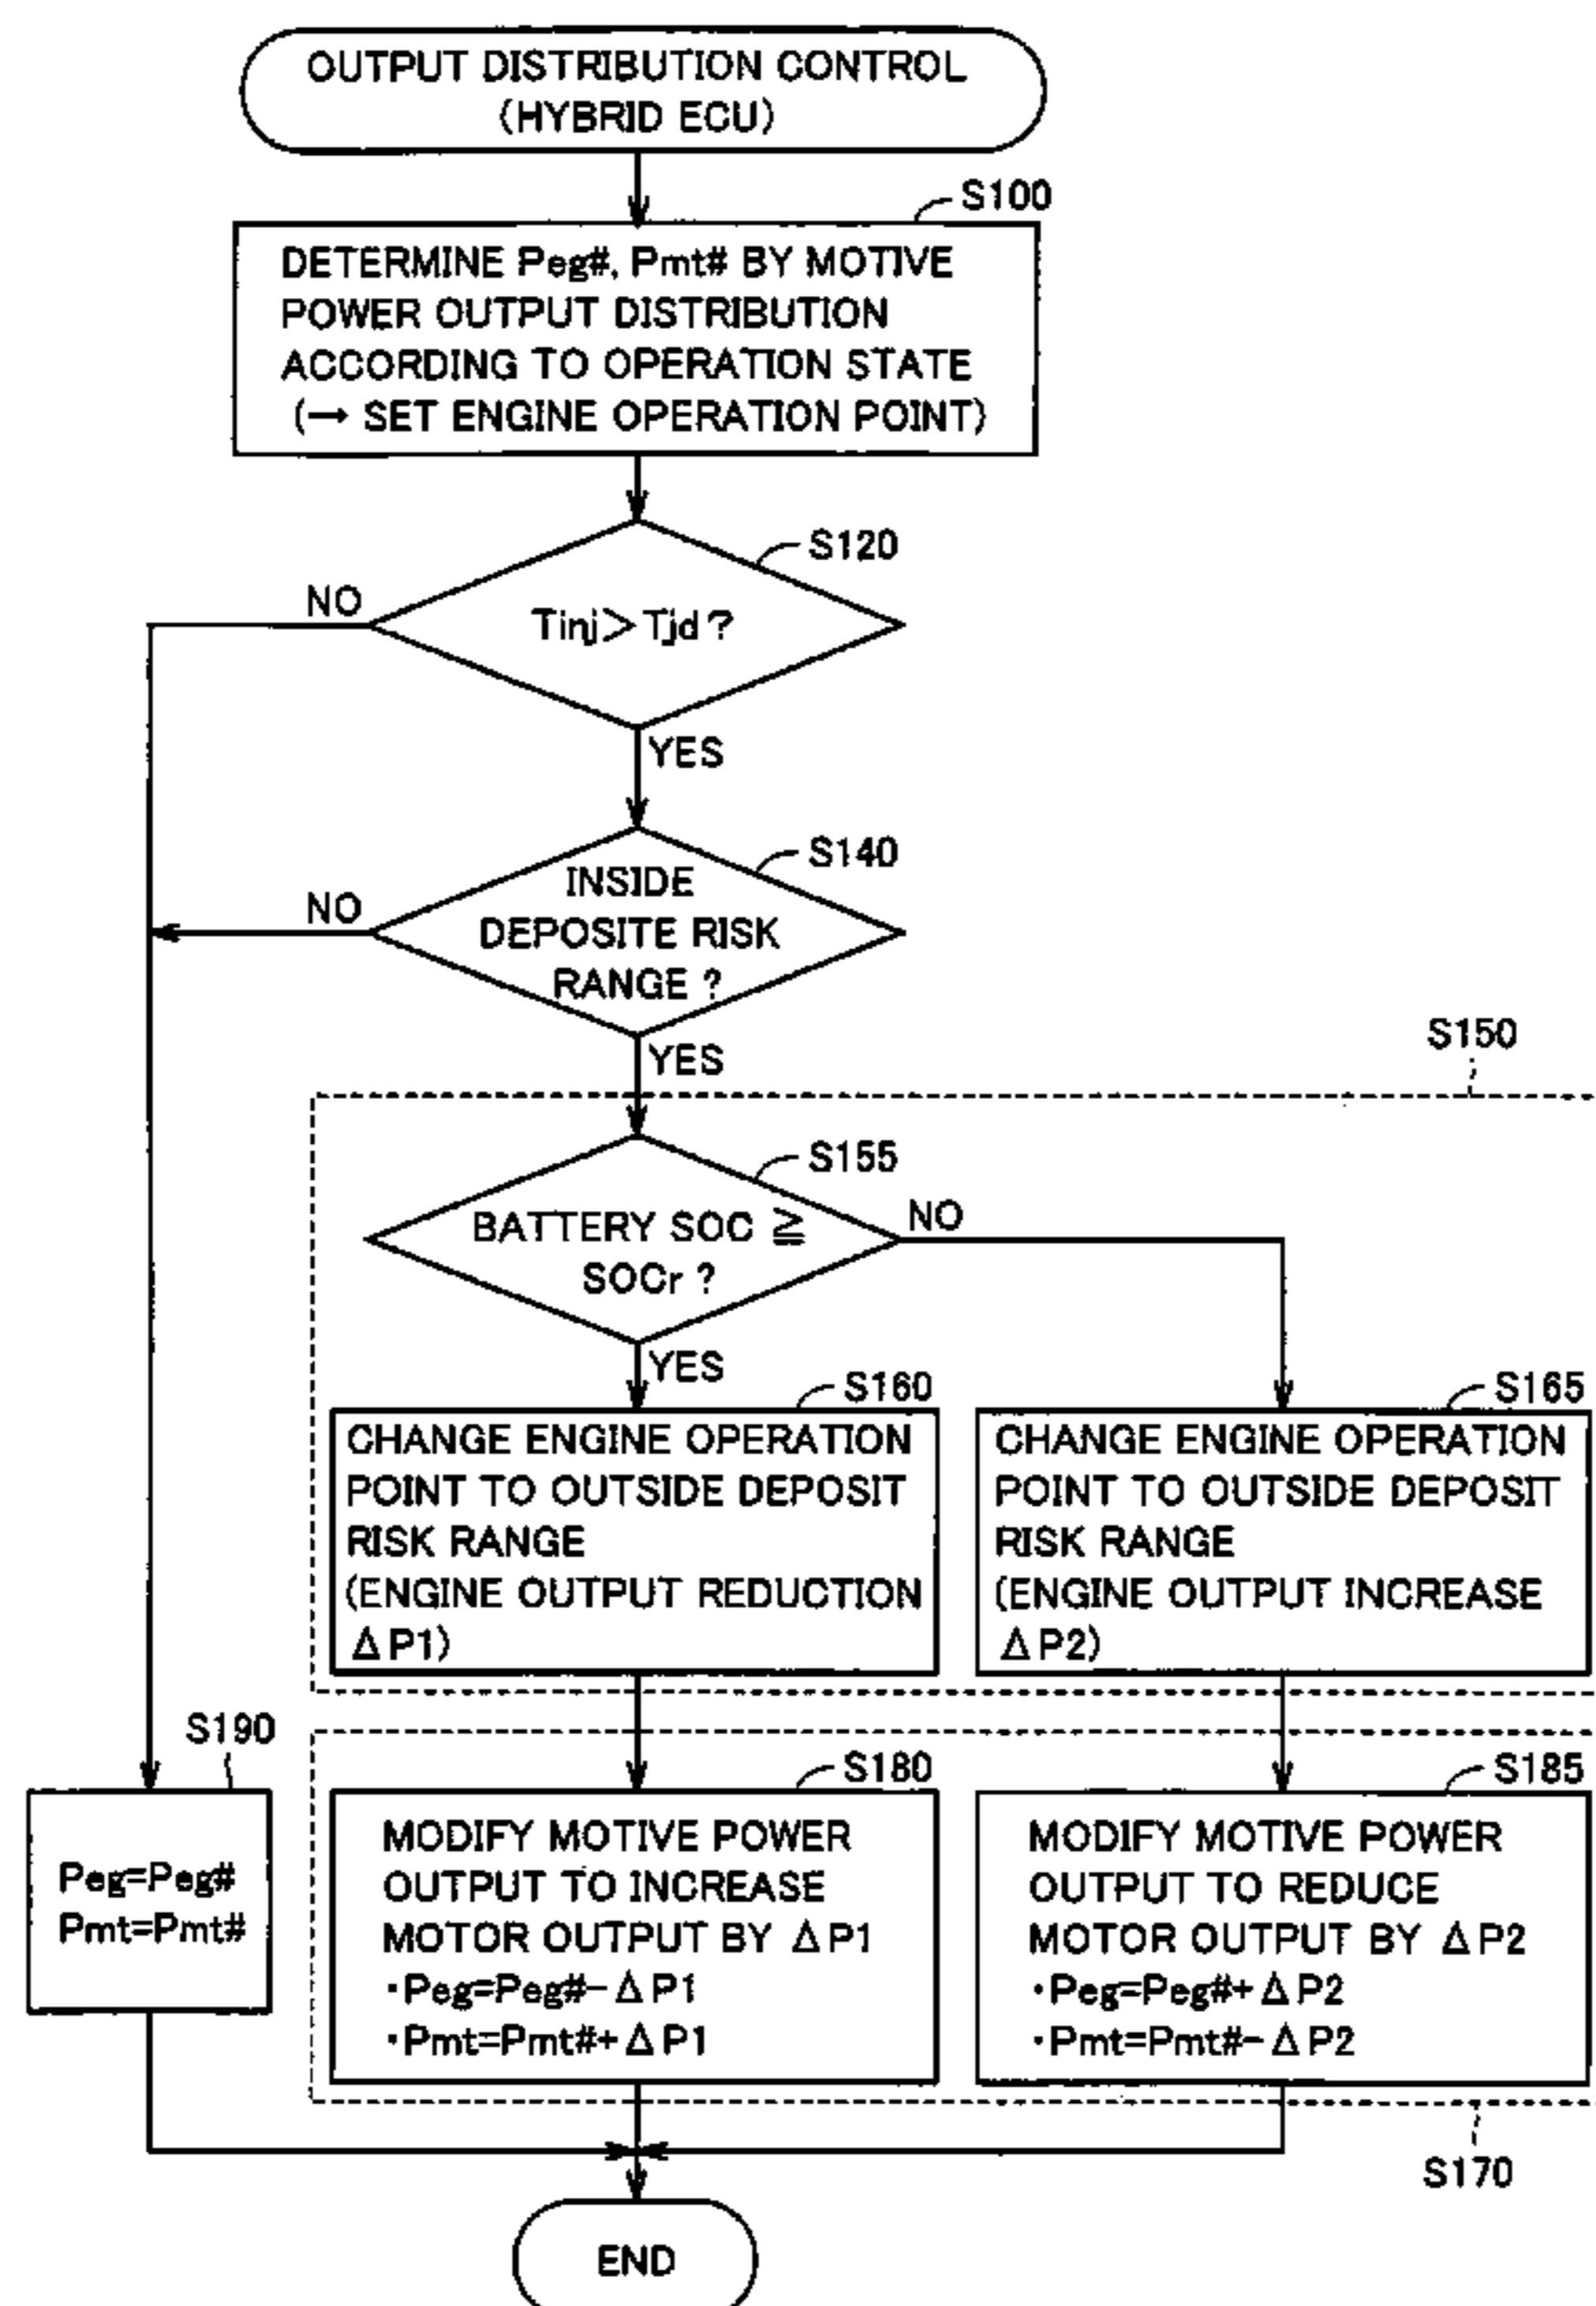 OUTPUT DISTRIBUTION CONTROL
(HYBRID ECU)
S100
DETERMINE Peg#, Pmt# BY MOTIVE
POWER OUTPUT DISTRIBUTION
ACCORDING TO OPERATION STATE
(→ SET ENGINE OPERATION POINT)
S120
NO
Tinj>Tjd?
YES
S140
NO
INSIDE
DEPOSITE RISK
RANGE ?
YES
S150
S155
BATTERY SOC ≧
SOCr ?
NO
YES
S160
CHANGE ENGINE OPERATION
POINT TO OUTSIDE DEPOSIT
RISK RANGE
(ENGINE OUTPUT REDUCTION
ΔP1)
S165
CHANGE ENGINE OPERATION
POINT TO OUTSIDE DEPOSIT
RISK RANGE
(ENGINE OUTPUT INCREASE
ΔP2)
S190
Peg=Peg#
Pmt=Pmt#
S180
MODIFY MOTIVE POWER
OUTPUT TO INCREASE
MOTOR OUTPUT BY ΔP1
・Peg=Peg#-ΔP1
・Pmt=Pmt#+ΔP1
S185
MODIFY MOTIVE POWER
OUTPUT TO REDUCE
MOTOR OUTPUT BY ΔP2
・Peg=Peg#+ΔP2
・Pmt=Pmt#-ΔP2
S170
END